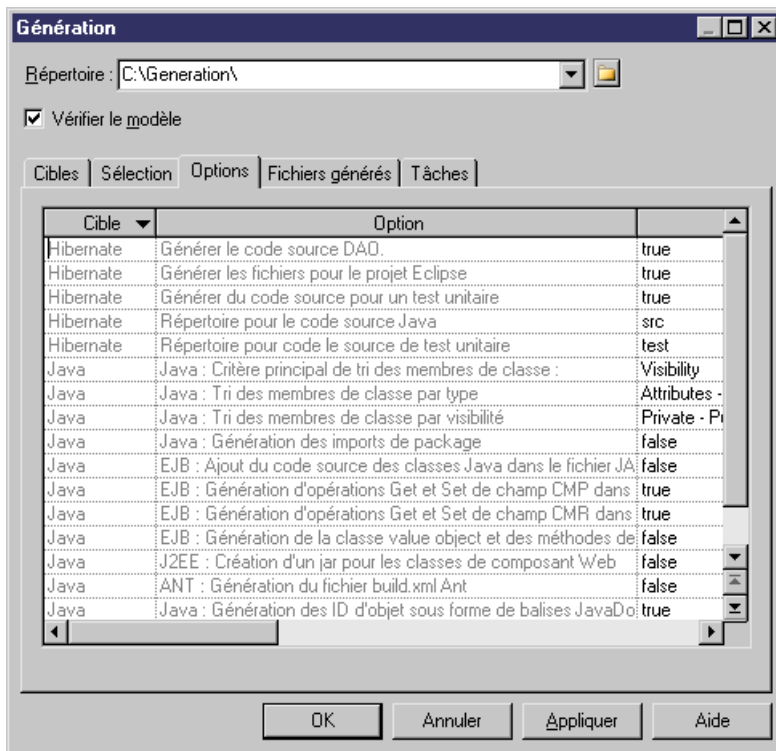 Génération
Répertoire : C:\Generation\
Vérifier le modèle
Cibles Sélection Options Fichiers générés Tâches
Cible Option
Hibernate Générer le code source DAO. true
Hibernate Générer les fichiers pour le projet Eclipse true
Hibernate Générer du code source pour un test unitaire true
Hibernate Répertoire pour le code source Java src
Hibernate Répertoire pour code le source de test unitaire test
Java Java : Critère principal de tri des membres de classe : Visibility
Java Java : Tri des membres de classe par type Attributes -
Java Java : Tri des membres de classe par visibilité Private - P
Java Java : Génération des imports de package false
Java EJB : Ajout du code source des classes Java dans le fichier JA false
Java EJB : Génération d'opérations Get et Set de champ CMP dans true
Java EJB : Génération d'opérations Get et Set de champ CMR dans true
Java EJB : Génération de la classe value object et des méthodes de false
Java J2EE : Création d'un jar pour les classes de composant Web false
Java ANT : Génération du fichier build.xml Ant false
Java Java : Génération des ID d'objet sous forme de balises JavaDo true
OK Annuler Appliquer Aide